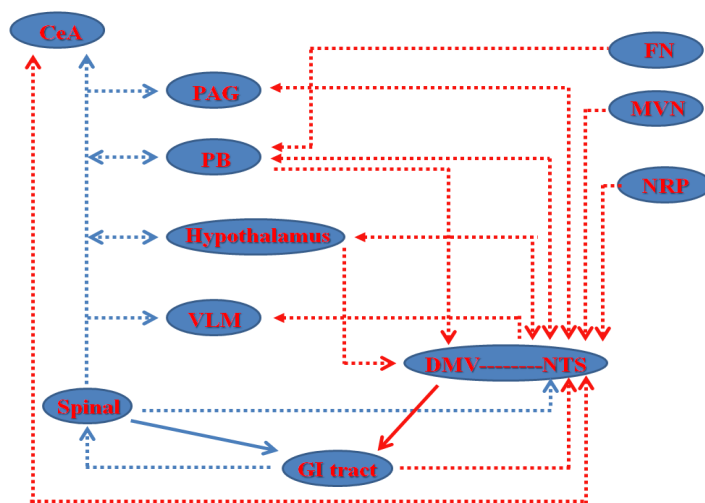 CeA
FN
PAG
MVN
PB
NRP
Hypothalamus
VLM
DMV--------NTS
Spinal
GI tract